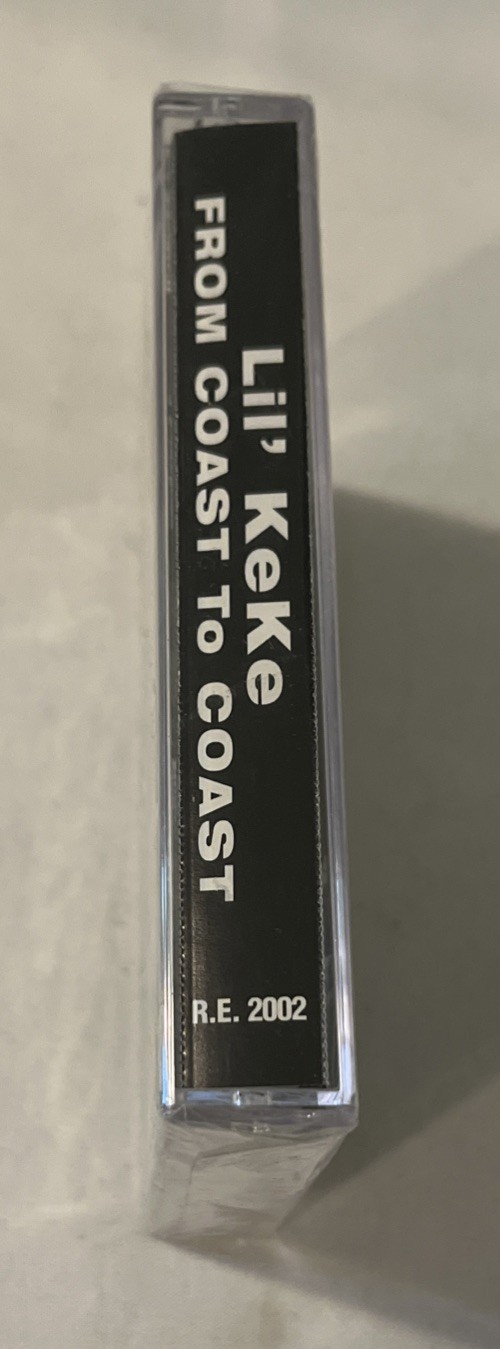 Lil' KeKe
FROM COAST To COAST
R.E. 2002